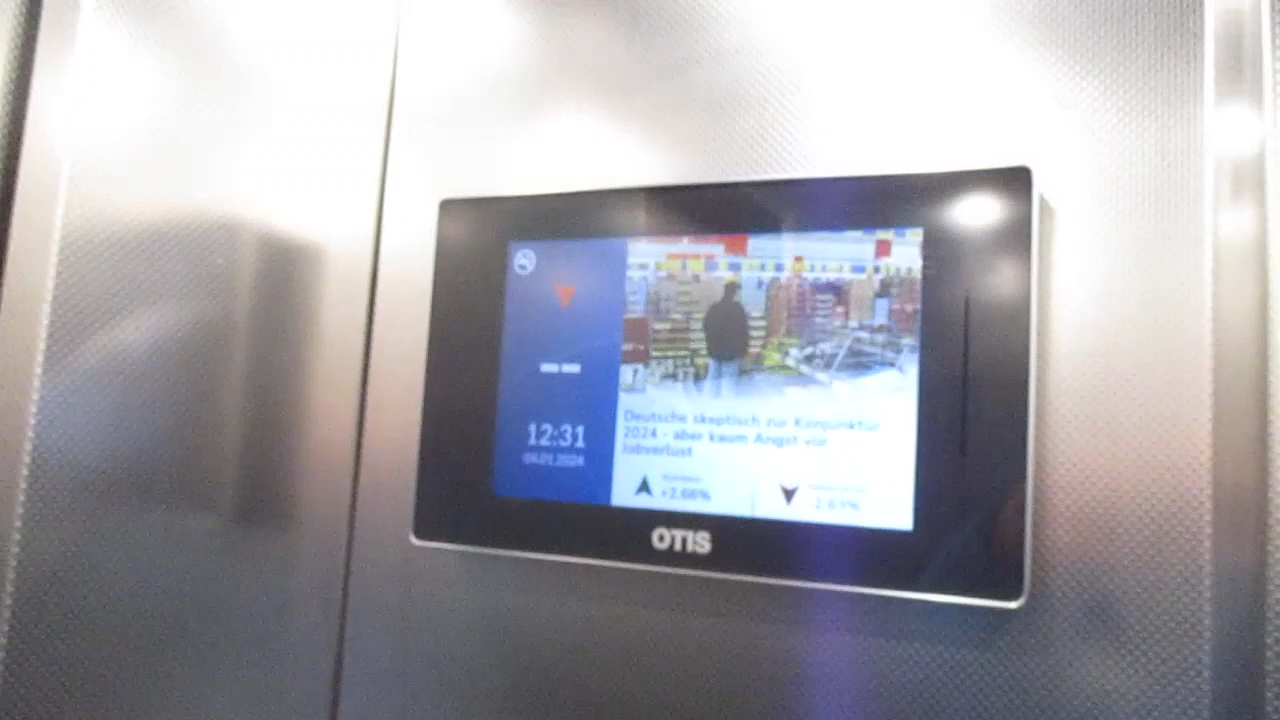 12:31
04.01.2024
Deutsche skeptisch zur Konjunktur
2024 - aber kaum Angst vor
Jobverlust
+2.66%
OTIS